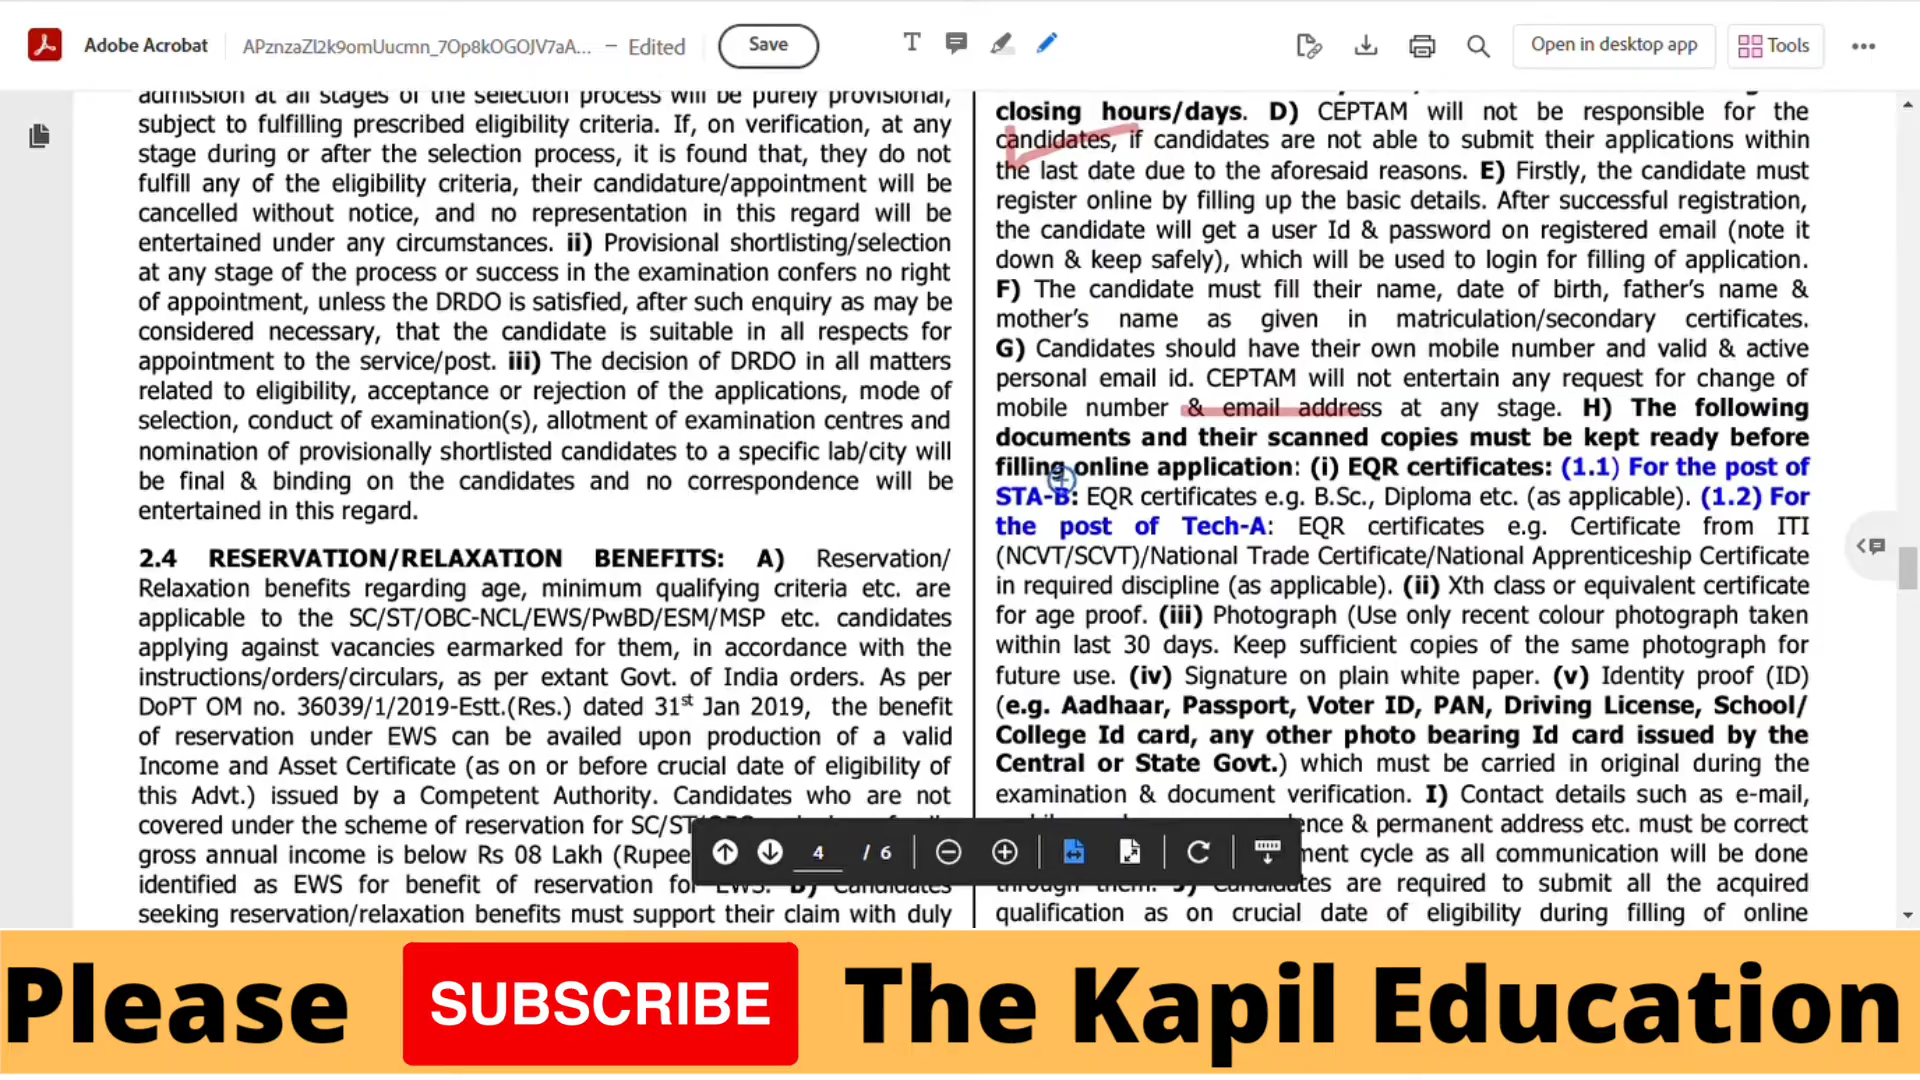 Adobe Acrobat
APznzaZl2k9omUucmn_7Op8kOGOJV7aA... – Edited
Save
Open in desktop app
Tools
admission at all stages of the selection process will be purely provisional,
subject to fulfilling prescribed eligibility criteria. If, on verification, at any
stage during or after the selection process, it is found that, they do not
fulfill any of the eligibility criteria, their candidature/appointment will be
cancelled without notice, and no representation in this regard will be
entertained under any circumstances. ii) Provisional shortlisting/selection
at any stage of the process or success in the examination confers no right
of appointment, unless the DRDO is satisfied, after such enquiry as may be
considered necessary, that the candidate is suitable in all respects for
appointment to the service/post. iii) The decision of DRDO in all matters
related to eligibility, acceptance or rejection of the applications, mode of
selection, conduct of examination(s), allotment of examination centres and
nomination of provisionally shortlisted candidates to a specific lab/city will
be final & binding on the candidates and no correspondence will be
entertained in this regard.
2.4 RESERVATION/RELAXATION BENEFITS: A) Reservation/
Relaxation benefits regarding age, minimum qualifying criteria etc. are
applicable to the SC/ST/OBC-NCL/EWS/PwBD/ESM/MSP etc. candidates
applying against vacancies earmarked for them, in accordance with the
instructions/orders/circulars, as per extant Govt. of India orders. As per
DoPT OM no. 36039/1/2019-Estt.(Res.) dated 31st Jan 2019, the benefit
of reservation under EWS can be availed upon production of a valid
Income and Asset Certificate (as on or before crucial date of eligibility of
this Advt.) issued by a Competent Authority. Candidates who are not
covered under the scheme of reservation for SC/ST/OBC
gross annual income is below Rs 08 Lakh (Rupee
identified as EWS for benefit of reservation for EWS. B) Candidates
seeking reservation/relaxation benefits must support their claim with duly
closing hours/days. D) CEPTAM will not be responsible for the
candidates, if candidates are not able to submit their applications within
the last date due to the aforesaid reasons. E) Firstly, the candidate must
register online by filling up the basic details. After successful registration,
the candidate will get a user Id & password on registered email (note it
down & keep safely), which will be used to login for filling of application.
F) The candidate must fill their name, date of birth, father's name &
mother's name as given in matriculation/secondary certificates.
G) Candidates should have their own mobile number and valid & active
personal email id. CEPTAM will not entertain any request for change of
mobile number & email address at any stage. H) The following
documents and their scanned copies must be kept ready before
filling online application: (i) EQR certificates: (1.1) For the post of
STA-B: EQR certificates e.g. B.Sc., Diploma etc. (as applicable). (1.2) For
the post of Tech-A: EQR certificates e.g. Certificate from ITI
(NCVT/SCVT)/National Trade Certificate/National Apprenticeship Certificate
in required discipline (as applicable). (ii) Xth class or equivalent certificate
for age proof. (iii) Photograph (Use only recent colour photograph taken
within last 30 days. Keep sufficient copies of the same photograph for
future use. (iv) Signature on plain white paper. (v) Identity proof (ID)
(e.g. Aadhaar, Passport, Voter ID, PAN, Driving License, School/
College Id card, any other photo bearing Id card issued by the
Central or State Govt.) which must be carried in original during the
examination & document verification. I) Contact details such as e-mail,
ence & permanent address etc. must be correct
ment cycle as all communication will be done
through them. J) Candidates are required to submit all the acquired
qualification as on crucial date of eligibility during filling of online
4 / 6
Please SUBSCRIBE The Kapil Education